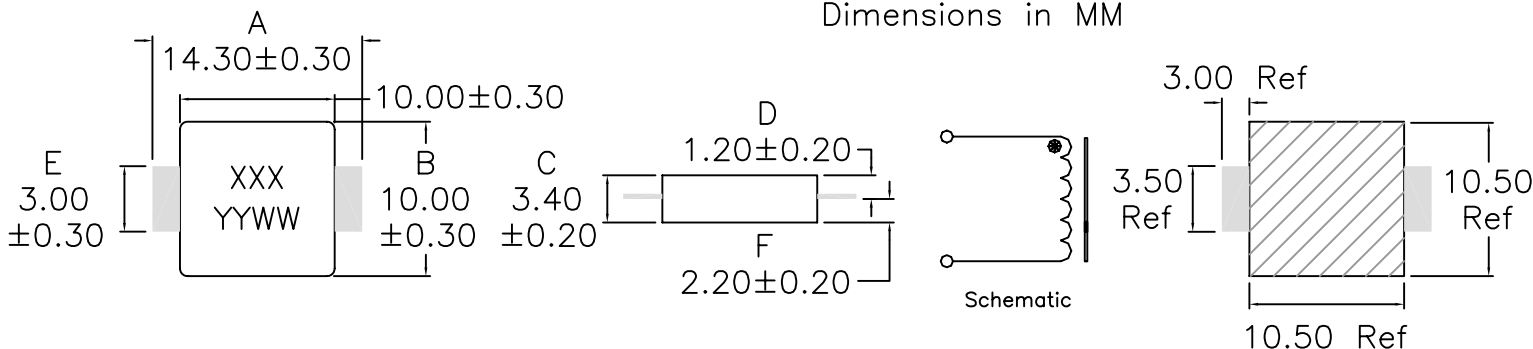 Dimensions in MM
A
14.30±0.30
10.00±0.30
E
3.00
±0.30
XXX
YYWW
B
10.00
±0.30
C
3.40
±0.20
D
1.20±0.20
F
2.20±0.20
Schematic
3.00 Ref
3.50
Ref
10.50
Ref
10.50 Ref